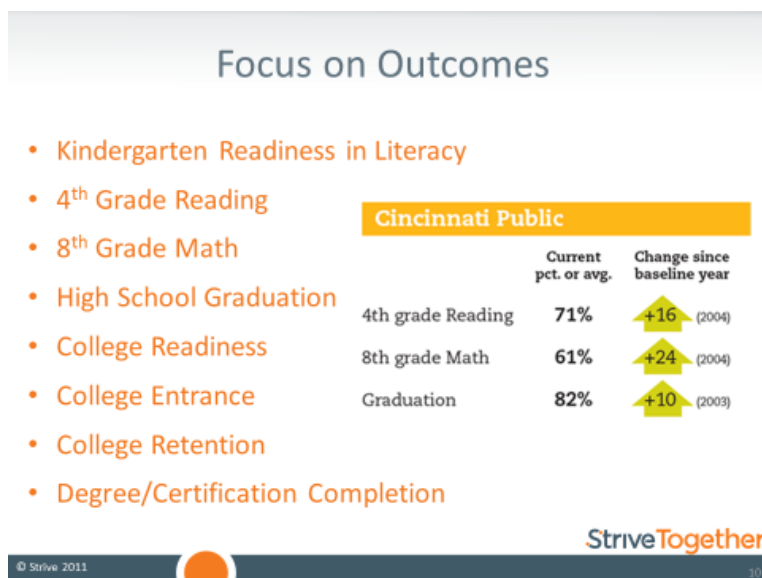 Focus on Outcomes
• Kindergarten Readiness in Literacy
• 4th Grade Reading
• 8th Grade Math
• High School Graduation
• College Readiness
• College Entrance
• College Retention
• Degree/Certification Completion
Cincinnati Public
Current pct. or avg.
Change since baseline year
4th grade Reading 71% +16 (2004)
8th grade Math 61% +24 (2004)
Graduation 82% +10 (2003)
StriveTogether
© Strive 2011
10